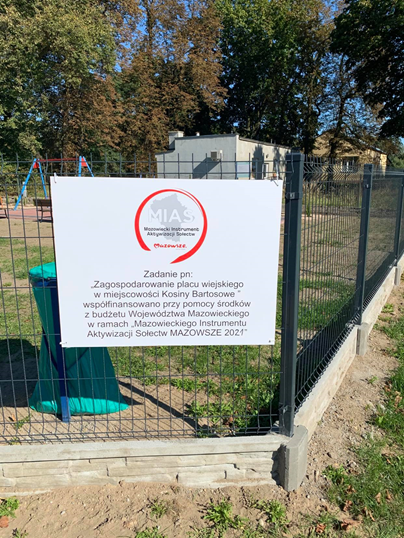 MIAS
Mazowiecki Instrument
Aktywizacji Sołectw
Mazowsze
Zadanie pn:
„Zagospodarowanie placu wiejskiego
w miejscowości Kosiny Bartosowe "
współfinansowano przy pomocy środków
z budżetu Województwa Mazowieckiego
w ramach „Mazowieckiego Instrumentu
Aktywizacji Sołectw MAZOWSZE 2021"